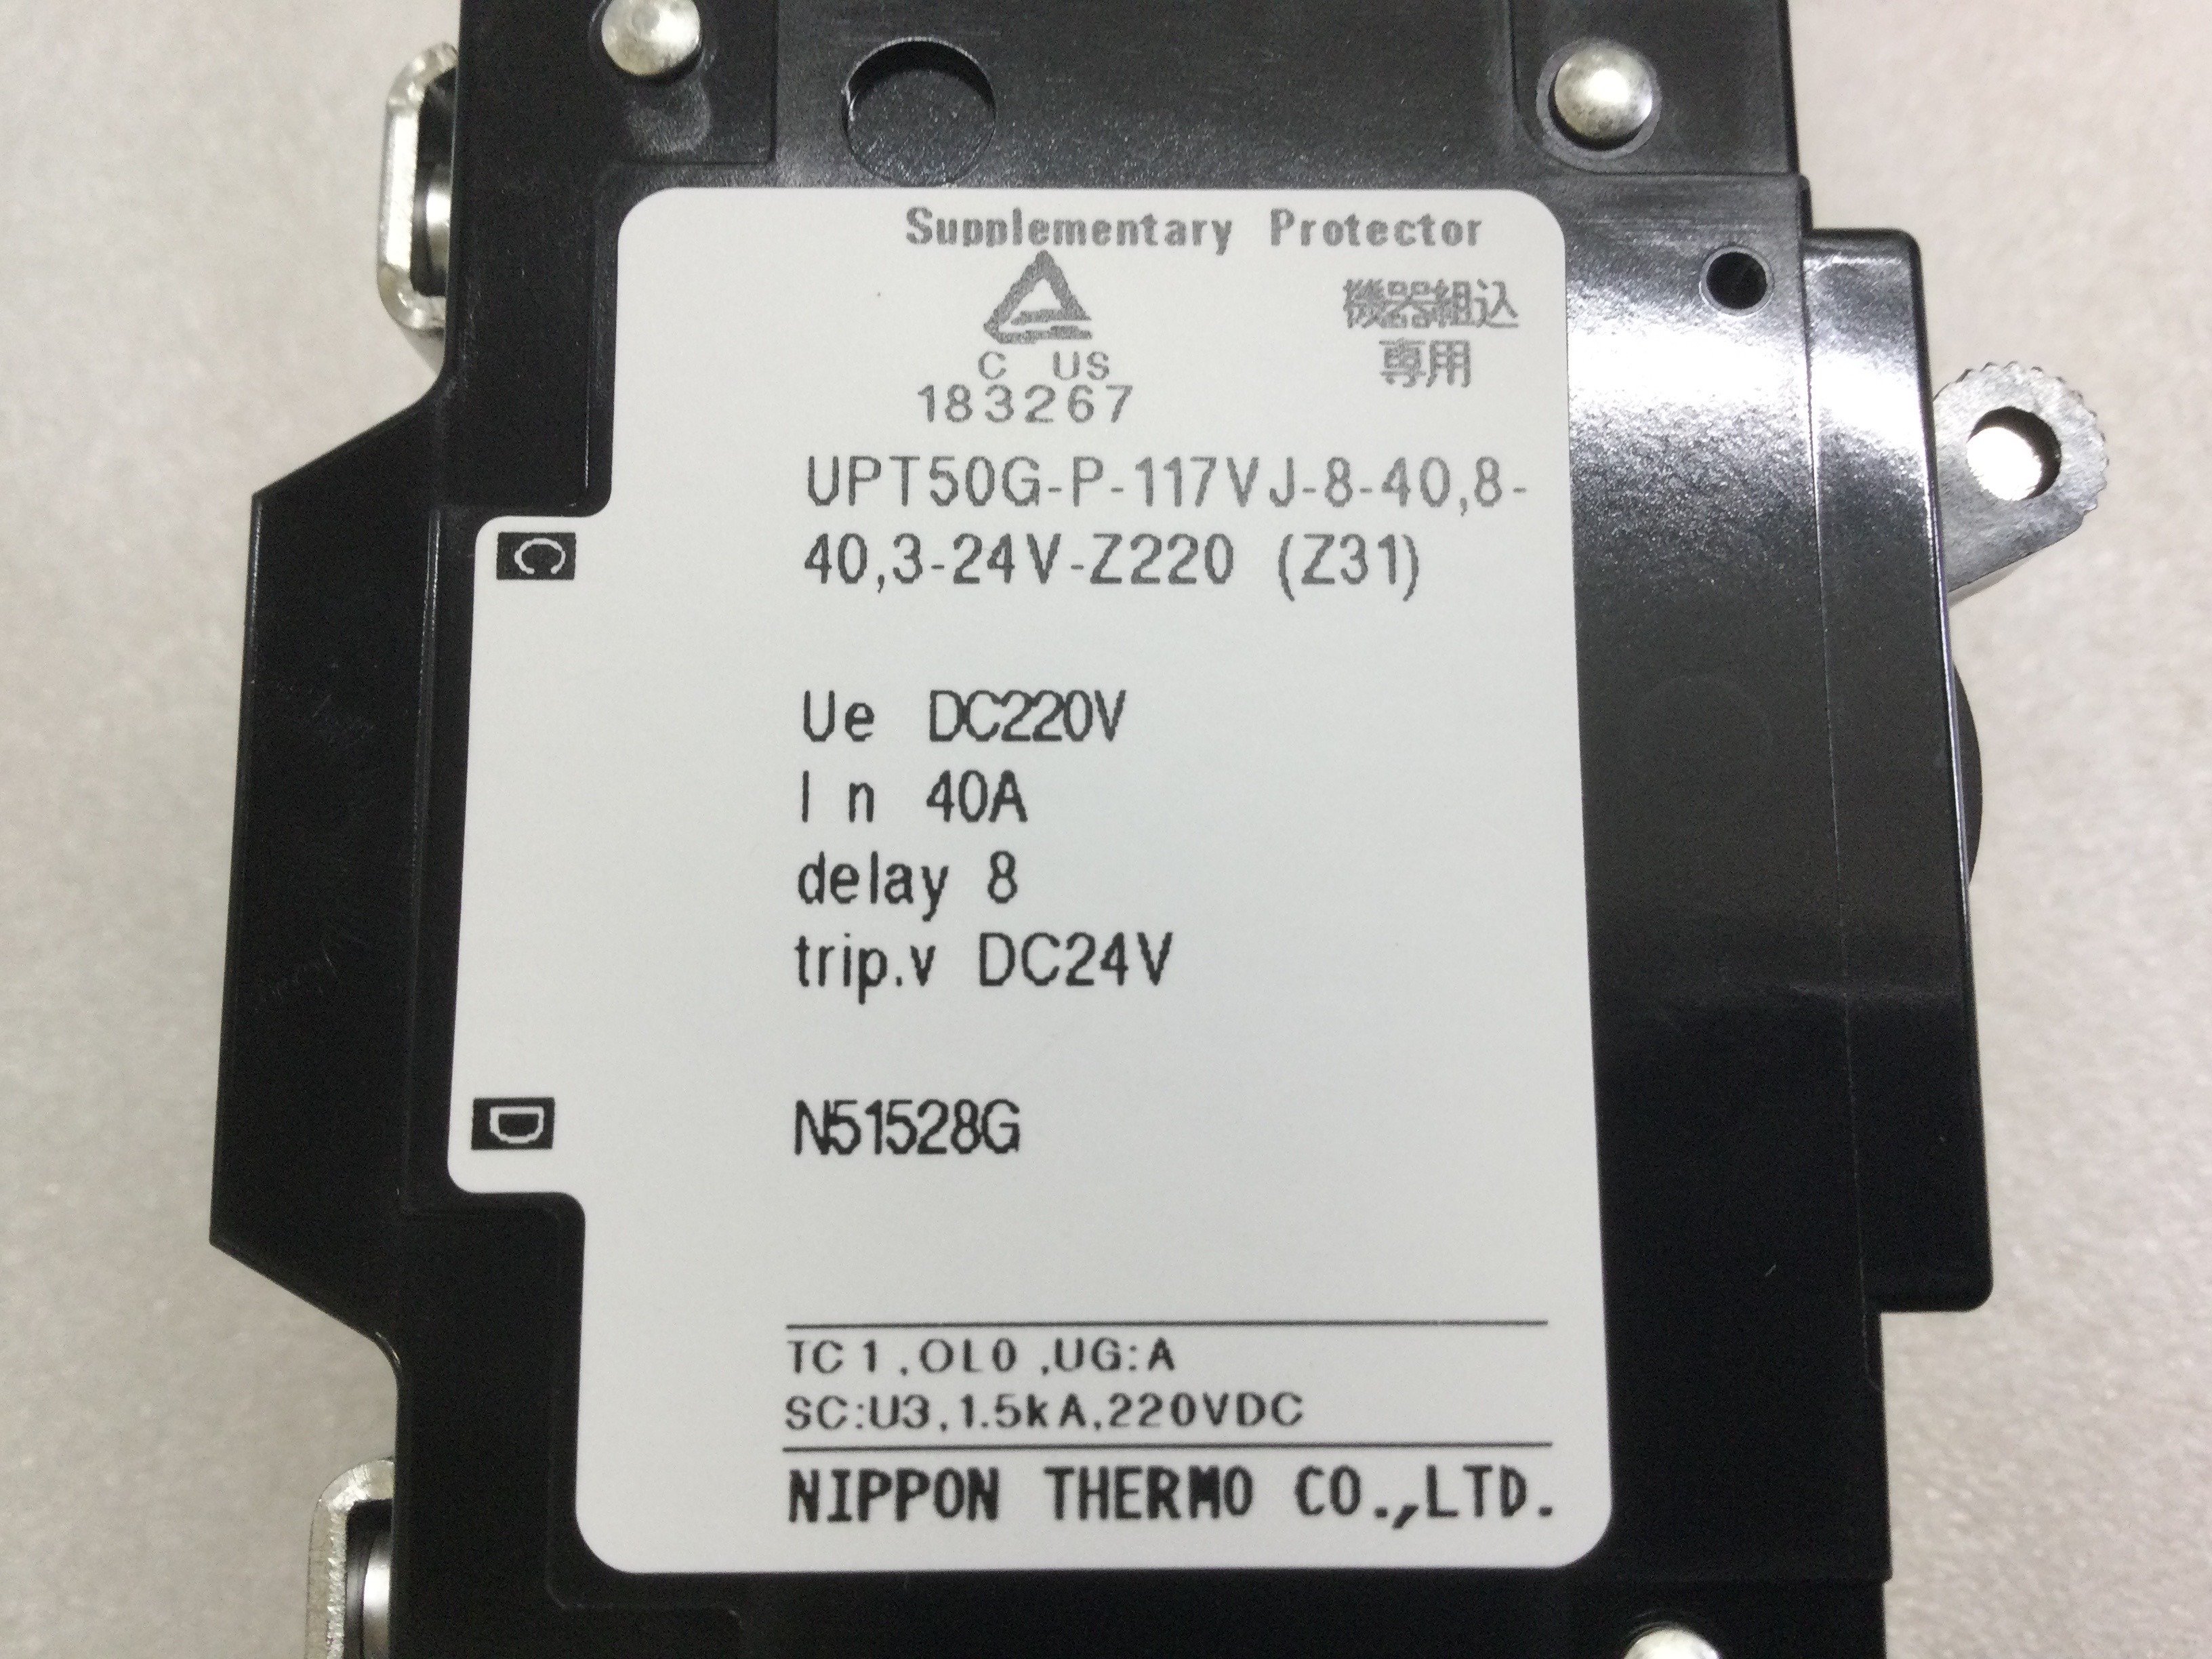 Supplementary Protector
機器組込
専用
C US
183267
UPT50G-P-117VJ-8-40,8-
40,3-24V-Z220 (Z31)
C
Ue DC220V
In 40A
delay 8
trip.v DC24V
D
N51528G
TC1,OL0,UG:A
SC:U3,1.5kA,220VDC
NIPPON THERMO CO.,LTD.